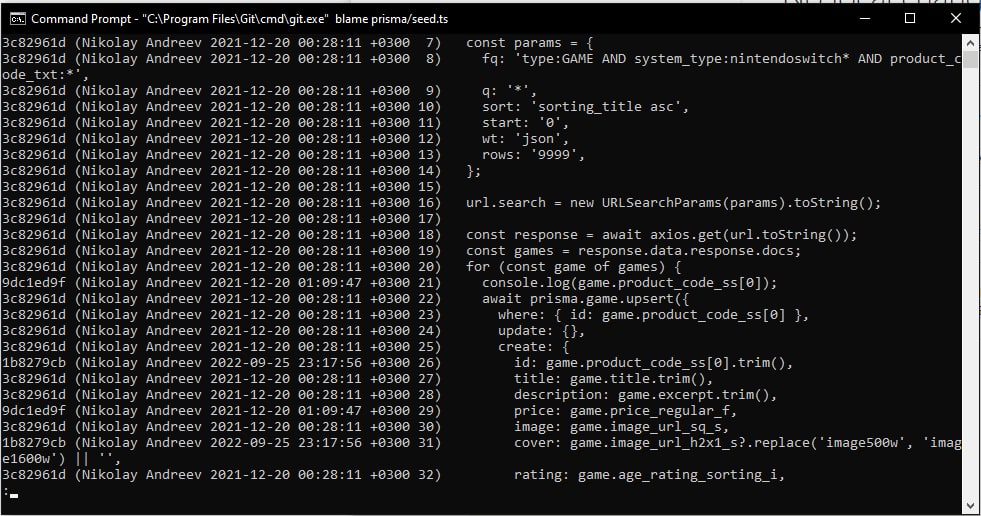 Command Prompt - "C:\Program Files\Git\cmd\git.exe"  blame prisma/seed.ts
3c82961d (Nikolay Andreev 2021-12-20 00:28:11 +0300  7)   const params = {
3c82961d (Nikolay Andreev 2021-12-20 00:28:11 +0300  8)     fq: 'type:GAME AND system_type:nintendoswitch* AND product_c
ode_txt:*',
3c82961d (Nikolay Andreev 2021-12-20 00:28:11 +0300  9)     q: '*',
3c82961d (Nikolay Andreev 2021-12-20 00:28:11 +0300 10)     sort: 'sorting_title asc',
3c82961d (Nikolay Andreev 2021-12-20 00:28:11 +0300 11)     start: '0',
3c82961d (Nikolay Andreev 2021-12-20 00:28:11 +0300 12)     wt: 'json',
3c82961d (Nikolay Andreev 2021-12-20 00:28:11 +0300 13)     rows: '9999',
3c82961d (Nikolay Andreev 2021-12-20 00:28:11 +0300 14)   };
3c82961d (Nikolay Andreev 2021-12-20 00:28:11 +0300 15)
3c82961d (Nikolay Andreev 2021-12-20 00:28:11 +0300 16)   url.search = new URLSearchParams(params).toString();
3c82961d (Nikolay Andreev 2021-12-20 00:28:11 +0300 17)
3c82961d (Nikolay Andreev 2021-12-20 00:28:11 +0300 18)   const response = await axios.get(url.toString());
3c82961d (Nikolay Andreev 2021-12-20 00:28:11 +0300 19)   const games = response.data.response.docs;
3c82961d (Nikolay Andreev 2021-12-20 00:28:11 +0300 20)   for (const game of games) {
9dc1ed9f (Nikolay Andreev 2021-12-20 01:09:47 +0300 21)     console.log(game.product_code_ss[0]);
3c82961d (Nikolay Andreev 2021-12-20 00:28:11 +0300 22)     await prisma.game.upsert({
3c82961d (Nikolay Andreev 2021-12-20 00:28:11 +0300 23)       where: { id: game.product_code_ss[0] },
3c82961d (Nikolay Andreev 2021-12-20 00:28:11 +0300 24)       update: {},
3c82961d (Nikolay Andreev 2021-12-20 00:28:11 +0300 25)       create: {
1b8279cb (Nikolay Andreev 2022-09-25 23:17:56 +0300 26)         id: game.product_code_ss[0].trim(),
3c82961d (Nikolay Andreev 2021-12-20 00:28:11 +0300 27)         title: game.title.trim(),
3c82961d (Nikolay Andreev 2021-12-20 00:28:11 +0300 28)         description: game.excerpt.trim(),
9dc1ed9f (Nikolay Andreev 2021-12-20 01:09:47 +0300 29)         price: game.price_regular_f,
3c82961d (Nikolay Andreev 2021-12-20 00:28:11 +0300 30)         image: game.image_url_sq_s,
1b8279cb (Nikolay Andreev 2022-09-25 23:17:56 +0300 31)         cover: game.image_url_h2x1_s?.replace('image500w', 'imag
e1600w') || '',
3c82961d (Nikolay Andreev 2021-12-20 00:28:11 +0300 32)         rating: game.age_rating_sorting_i,
: